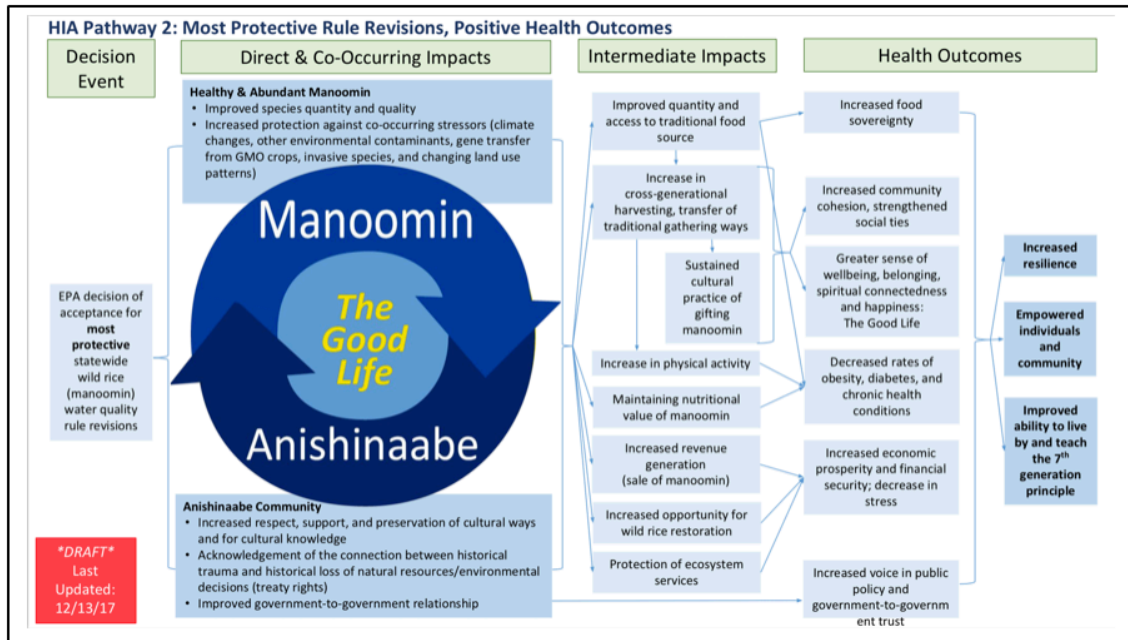 HIA Pathway 2: Most Protective Rule Revisions, Positive Health Outcomes
Decision
Event
Direct & Co-Occurring Impacts
Intermediate Impacts
Health Outcomes
EPA decision of
acceptance for
most
protective
statewide
wild rice
(manoomin)
water quality
rule revisions
*DRAFT*
Last
Updated:
12/13/17
Healthy & Abundant Manoomin
• Improved species quantity and quality
• Increased protection against co-occurring stressors (climate
changes, other environmental contaminants, gene transfer
from GMO crops, invasive species, and changing land use
patterns)
Manoomin
The
Good
Life
Anishinaabe
Anishinaabe Community
• Increased respect, support, and preservation of cultural ways
and for cultural knowledge
• Acknowledgement of the connection between historical
trauma and historical loss of natural resources/environmental
decisions (treaty rights)
• Improved government-to-government relationship
Improved quantity and
access to traditional food
source
Increase in
cross-generational
harvesting, transfer of
traditional gathering ways
Sustained
cultural
practice of
gifting
manoomin
Increase in physical activity
Maintaining nutritional
value of manoomin
Increased revenue
generation
(sale of manoomin)
Increased opportunity for
wild rice restoration
Protection of ecosystem
services
Increased food
sovereignty
Increased community
cohesion, strengthened
social ties
Greater sense of
wellbeing, belonging,
spiritual connectedness
and happiness:
The Good Life
Decreased rates of
obesity, diabetes, and
chronic health
conditions
Increased economic
prosperity and financial
security; decrease in
stress
Increased voice in public
policy and
government-to-governm
ent trust
Increased
resilience
Empowered
individuals
and
community
Improved
ability to live
by and teach
the 7th
generation
principle